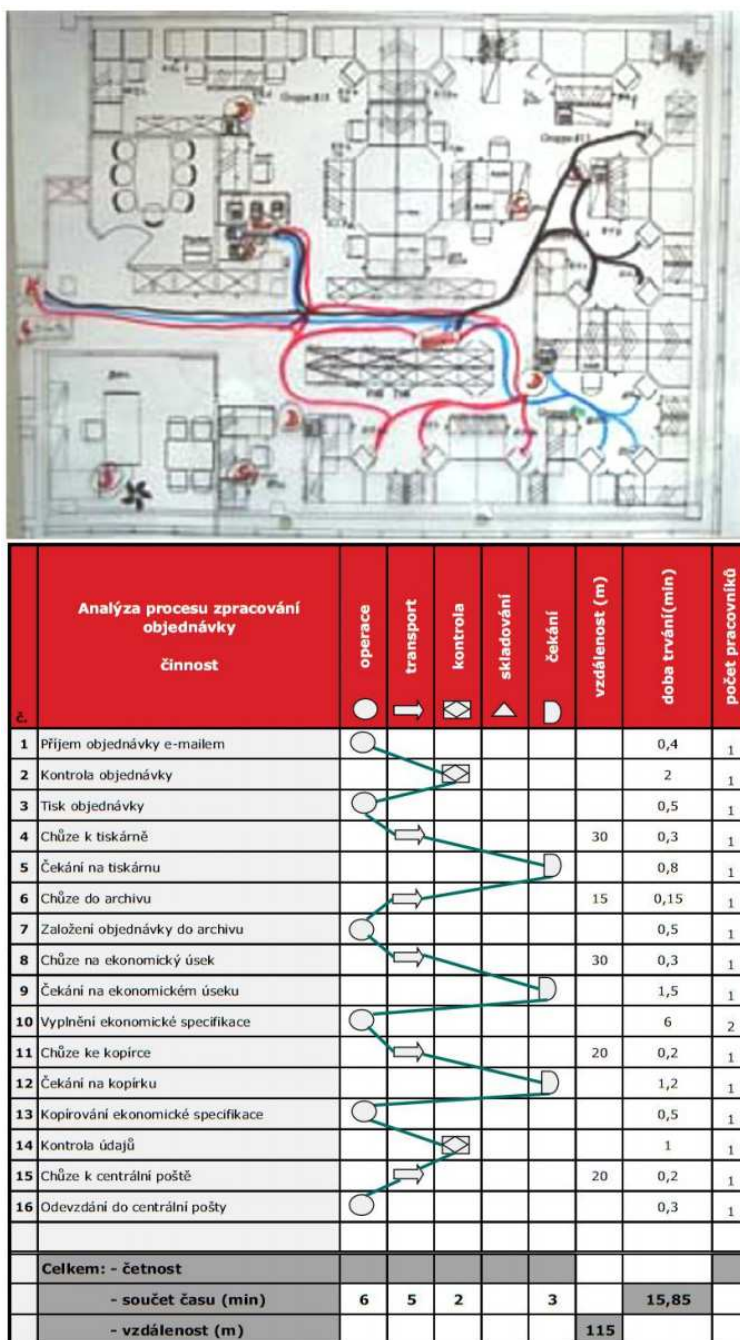 Analýza procesu zpracování
objednávky
činnost
č.
operace
transport
kontrola
skladování
čekání
vzdálenost (m)
doba trvání(min)
počet pracovníků
1 Příjem objednávky e-mailem 0,4 1
2 Kontrola objednávky 2 1
3 Tisk objednávky 0,5 1
4 Chůze k tiskárně 30 0,3 1
5 Čekání na tiskárnu 0,8 1
6 Chůze do archivu 15 0,15 1
7 Založení objednávky do archivu 0,5 1
8 Chůze na ekonomický úsek 30 0,3 1
9 Čekání na ekonomickém úseku 1,5 1
10 Vyplnění ekonomické specifikace 6 2
11 Chůze ke kopírce 20 0,2 1
12 Čekání na kopírku 1,2 1
13 Kopírování ekonomické specifikace 0,5 1
14 Kontrola údajů 1 1
15 Chůze k centrální poště 20 0,2 1
16 Odevzdání do centrální pošty 0,3 1
Celkem: - četnost
- součet času (min) 6 5 2 3 15,85
- vzdálenost (m) 115